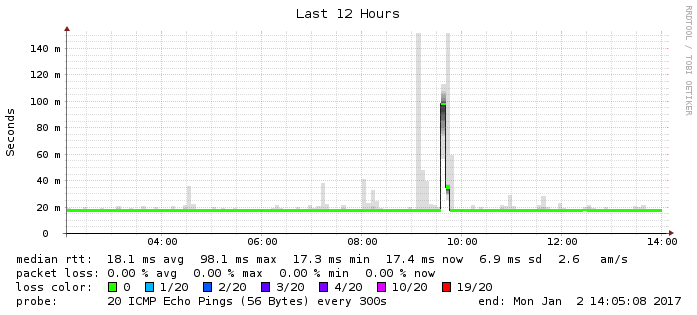 Last 12 Hours
RRDTOOL / TOBI OETIKER
Seconds
140 m
120 m
100 m
80 m
60 m
40 m
20 m
0
04:00 06:00 08:00 10:00 12:00 14:00
median rtt: 18.1 ms avg 98.1 ms max 17.3 ms min 17.4 ms now 6.9 ms sd 2.6 am/s
packet loss: 0.00 % avg 0.00 % max 0.00 % min 0.00 % now
loss color: 0 1/20 2/20 3/20 4/20 10/20 19/20
probe: 20 ICMP Echo Pings (56 Bytes) every 300s end: Mon Jan 2 14:05:08 2017